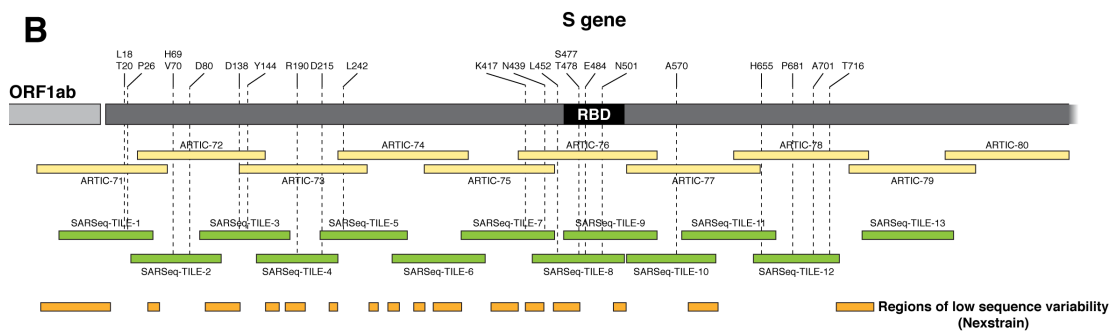 B
S gene
L18 H69 S477
T20 P26 V70 D80 D138 Y144 R190 D215 L242 K417 N439 L452 T478 E484 N501 A570 H655 P681 A701 T716
ORF1ab
RBD
ARTIC-72 ARTIC-74 ARTIC-76 ARTIC-78 ARTIC-80
ARTIC-71 ARTIC-73 ARTIC-75 ARTIC-77 ARTIC-79
SARSeq-TILE-1 SARSeq-TILE-3 SARSeq-TILE-5 SARSeq-TILE-7 SARSeq-TILE-9 SARSeq-TILE-11 SARSeq-TILE-13
SARSeq-TILE-2 SARSeq-TILE-4 SARSeq-TILE-6 SARSeq-TILE-8 SARSeq-TILE-10 SARSeq-TILE-12
Regions of low sequence variability
(Nexstrain)